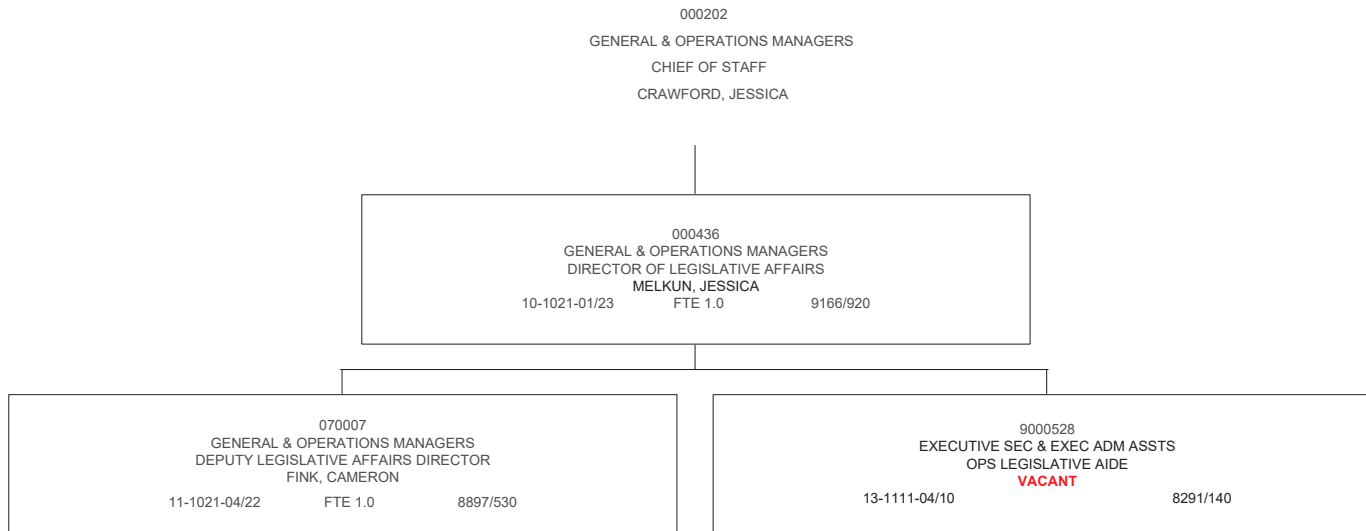 000202
GENERAL & OPERATIONS MANAGERS
CHIEF OF STAFF
CRAWFORD, JESSICA
000436
GENERAL & OPERATIONS MANAGERS
DIRECTOR OF LEGISLATIVE AFFAIRS
MELKUN, JESSICA
10-1021-01/23 FTE 1.0 9166/920
070007
GENERAL & OPERATIONS MANAGERS
DEPUTY LEGISLATIVE AFFAIRS DIRECTOR
FINK, CAMERON
11-1021-04/22 FTE 1.0 8897/530
9000528
EXECUTIVE SEC & EXEC ADM ASSTS
OPS LEGISLATIVE AIDE
VACANT
13-1111-04/10 8291/140